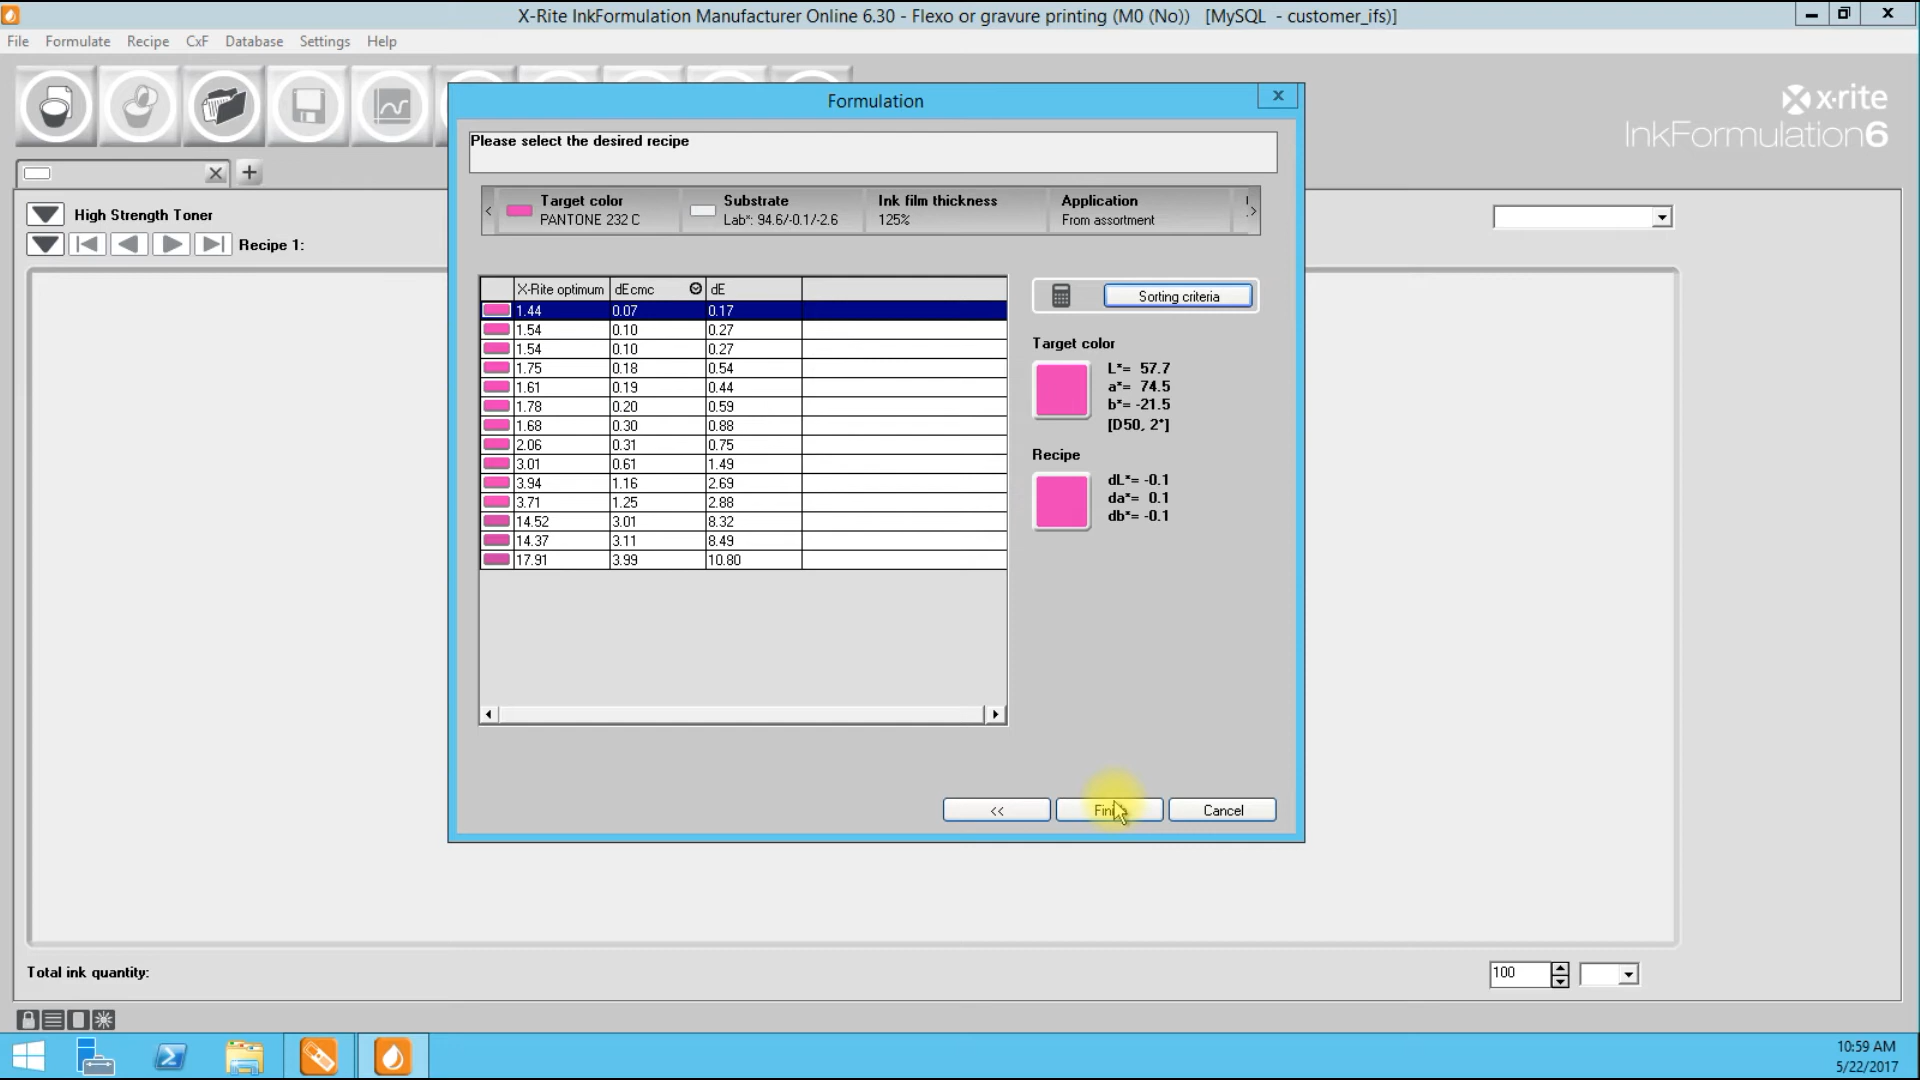 X-Rite InkFormulation Manufacturer Online 6.30 - Flexo or gravure printing (M0 (No)) [MySQL - customer_ifs)]
File Formulate Recipe CxF Database Settings Help
x·rite
InkFormulation6
Formulation
Please select the desired recipe
Target color
PANTONE 232 C
Substrate
Lab*: 94.6/-0.1/-2.6
Ink film thickness
125%
Application
From assortment
High Strength Toner
Recipe 1:
X-Rite optimum dEcmc dE
1.44 0.07 0.17
1.54 0.10 0.27
1.54 0.10 0.27
1.75 0.18 0.54
1.61 0.19 0.44
1.78 0.20 0.59
1.68 0.30 0.88
2.06 0.31 0.75
3.01 0.61 1.49
3.94 1.16 2.69
3.71 1.25 2.88
14.52 3.01 8.32
14.37 3.11 8.49
17.91 3.99 10.80
Sorting criteria
Target color
L*= 57.7
a*= 74.5
b*= -21.5
[D50, 2°]
Recipe
dL*= -0.1
da*= 0.1
db*= -0.1
<< Cancel
Total ink quantity:
100
10:59 AM
5/22/2017